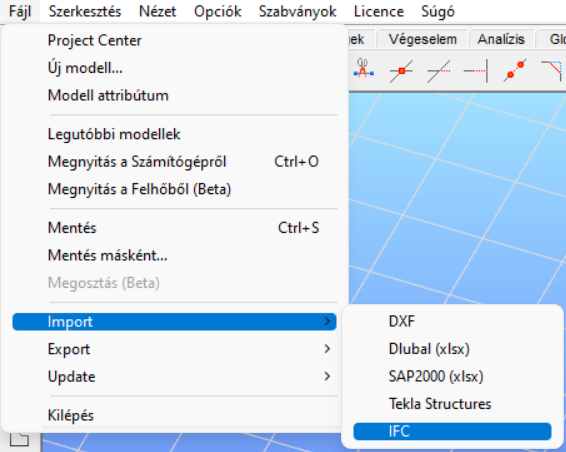 Fájl Szerkesztés Nézet Opciók Szabványok Licence Súgó
Project Center
Új modell...
Modell attribútum
Legutóbbi modellek
Megnyitás a Számítógépről Ctrl+O
Megnyitás a Felhőből (Beta)
Mentés Ctrl+S
Mentés másként...
Megosztás (Beta)
Import
Export
Update
Kilépés
Végeselem Analízis
DXF
Dlubal (xlsx)
SAP2000 (xlsx)
Tekla Structures
IFC